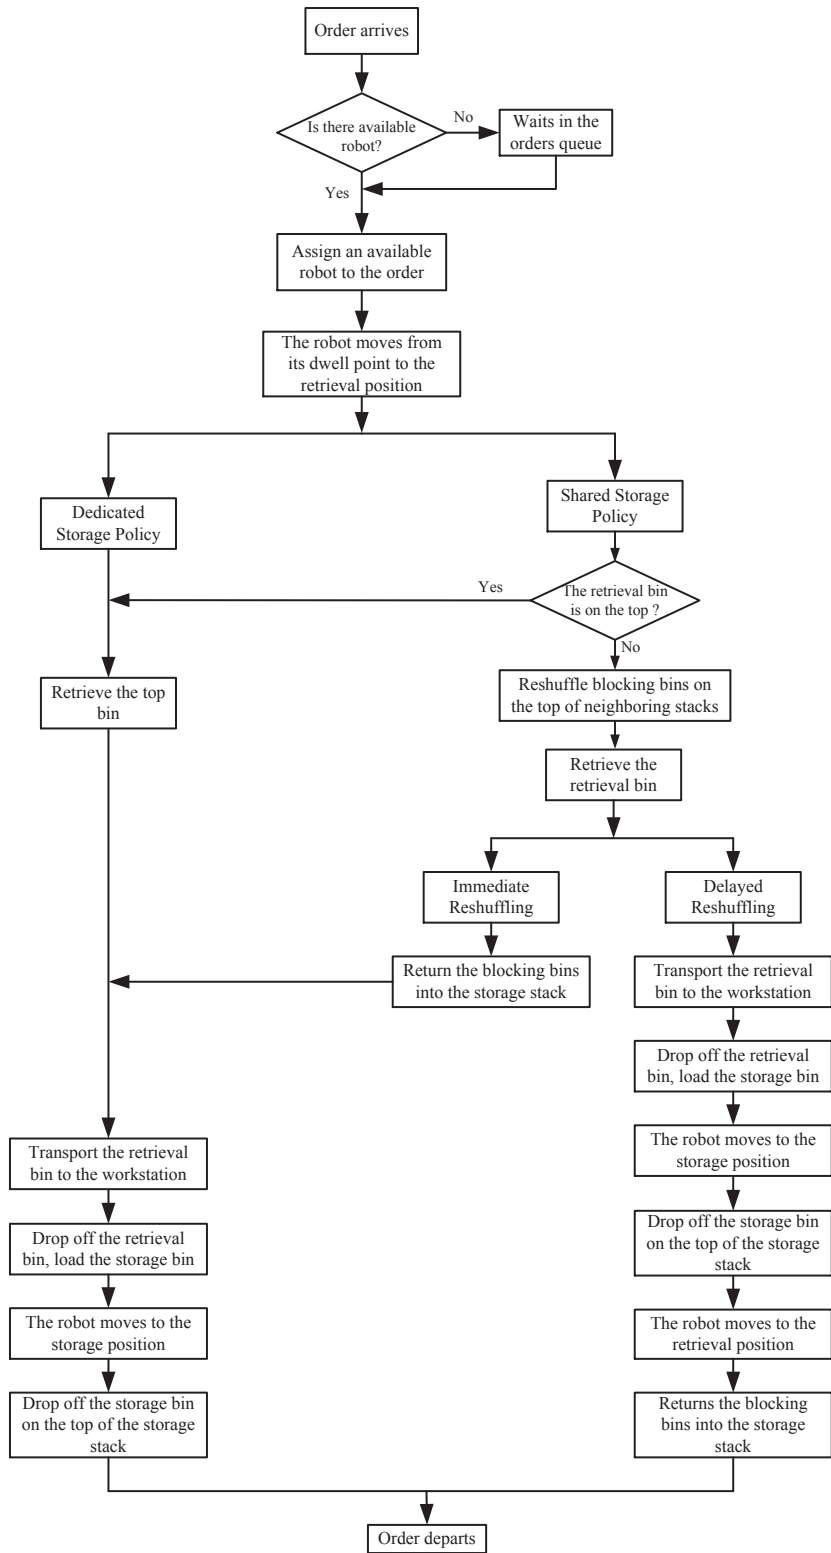 Order arrives
Is there available
robot?
No
Waits in the
orders queue
Yes
Assign an available
robot to the order
The robot moves from
its dwell point to the
retrieval position
Dedicated
Storage Policy
Shared Storage
Policy
Yes
The retrieval bin
is on the top ?
No
Retrieve the top
bin
Reshuffle blocking bins on
the top of neighboring stacks
Retrieve the
retrieval bin
Immediate
Reshuffling
Delayed
Reshuffling
Return the blocking bins
into the storage stack
Transport the retrieval
bin to the workstation
Drop off the retrieval
bin, load the storage bin
The robot moves to the
storage position
Drop off the storage bin
on the top of the storage
stack
The robot moves to the
retrieval position
Returns the blocking
bins into the storage
stack
Transport the retrieval
bin to the workstation
Drop off the retrieval
bin, load the storage bin
The robot moves to the
storage position
Drop off the storage bin
on the top of the storage
stack
Order departs